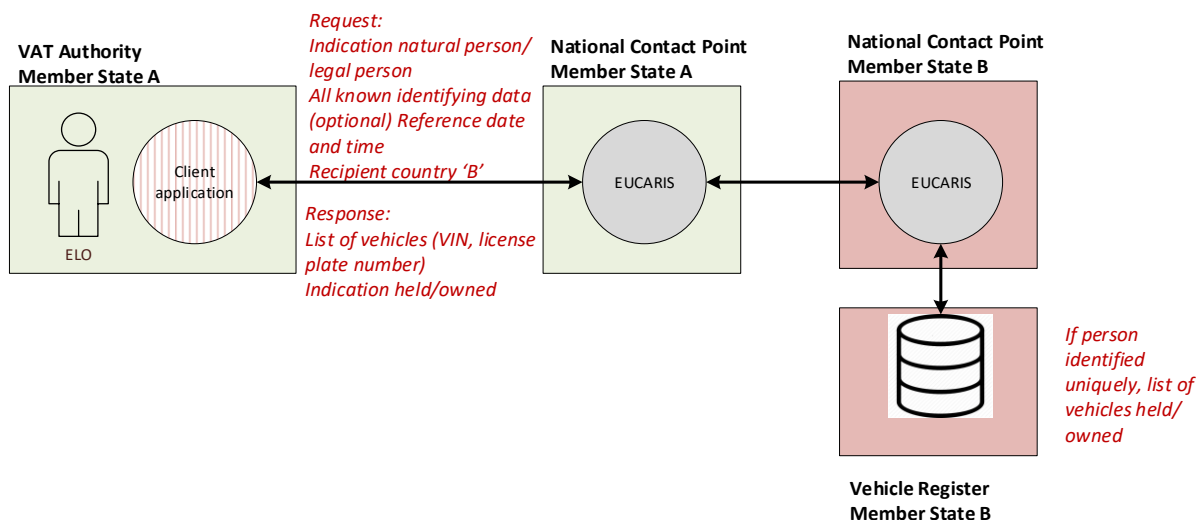 VAT Authority
Member State A
ELO
Client
application
Request:
Indication natural person/
legal person
All known identifying data
(optional) Reference date
and time
Recipient country ‘B’
Response:
List of vehicles (VIN, license
plate number)
Indication held/owned
National Contact Point
Member State A
EUCARIS
National Contact Point
Member State B
EUCARIS
If person
identified
uniquely, list of
vehicles held/
owned
Vehicle Register
Member State B